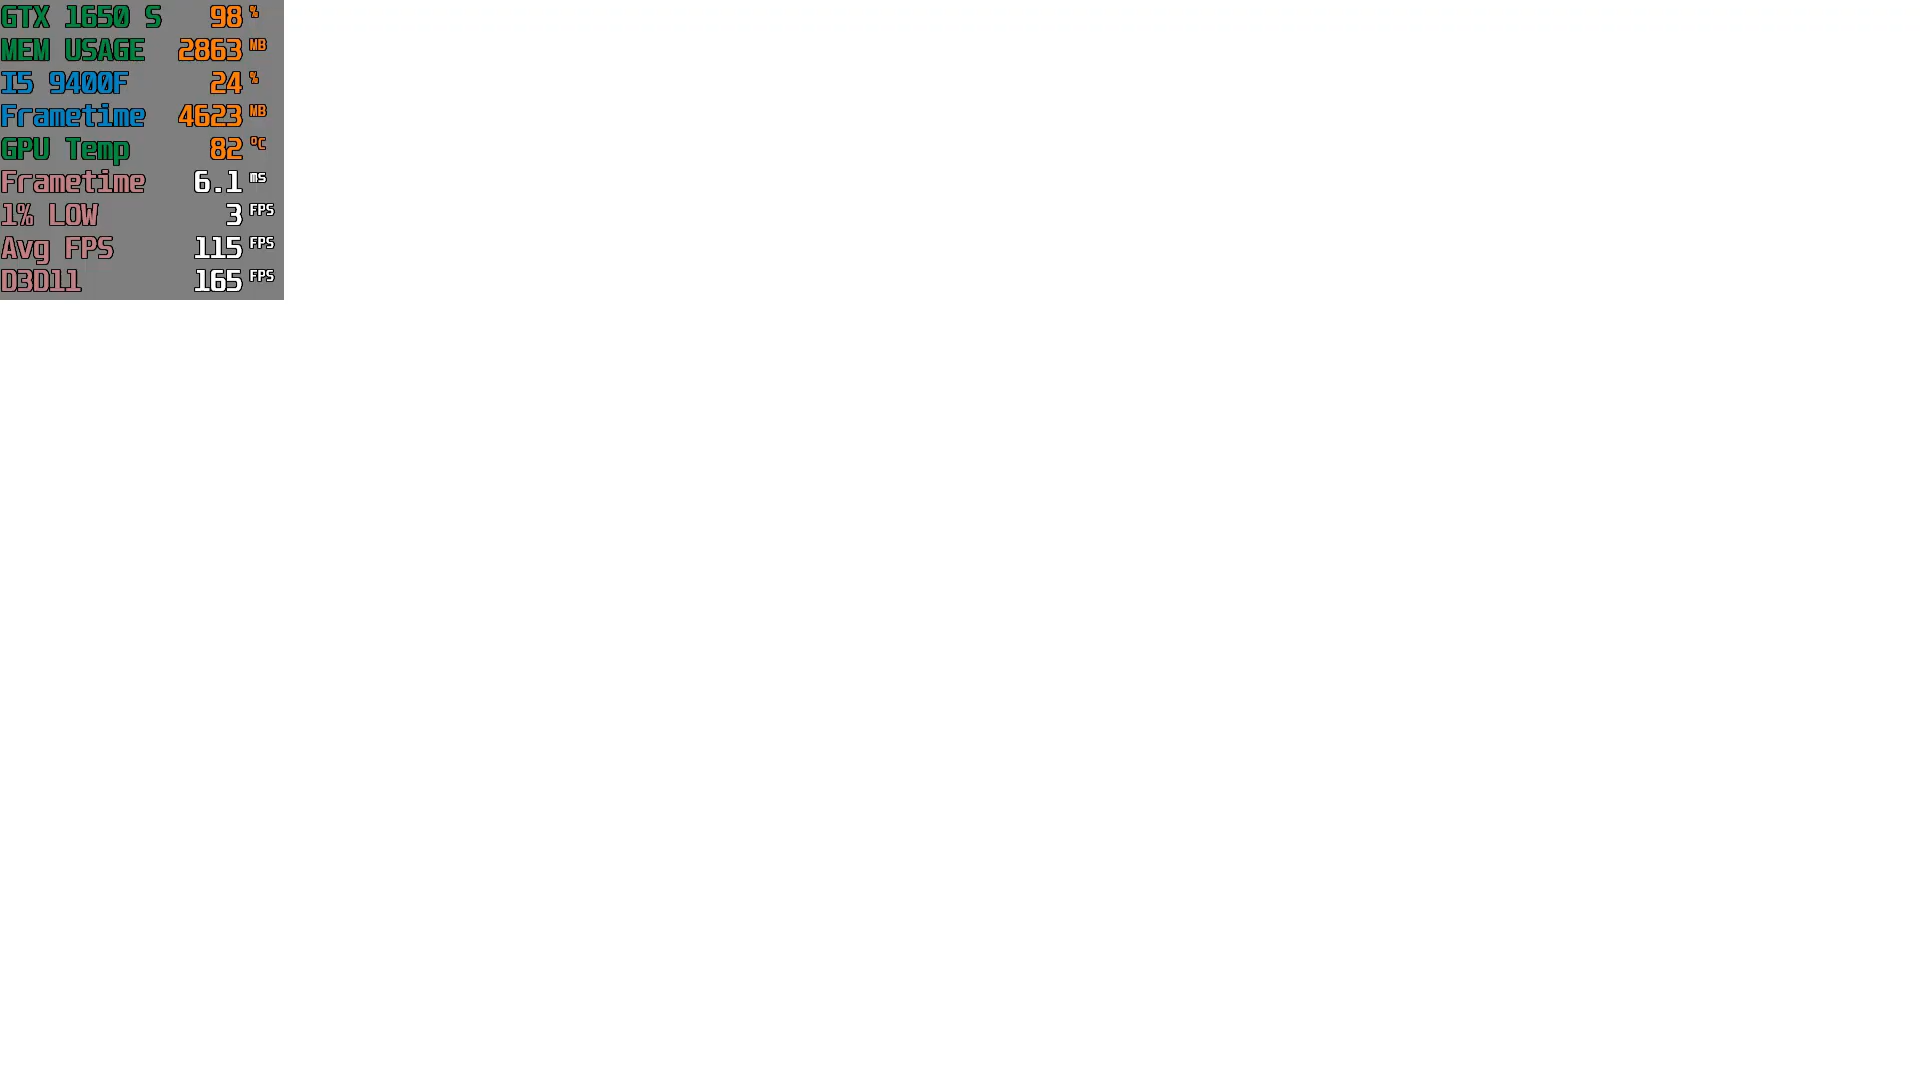 GTX 1650 S 98 %
MEM USAGE 2863 MB
I5 9400F 24 %
Frametime 4623 MB
GPU Temp 82 °C
Frametime 6.1 ms
1% LOW 3 FPS
Avg FPS 115 FPS
D3D11 165 FPS